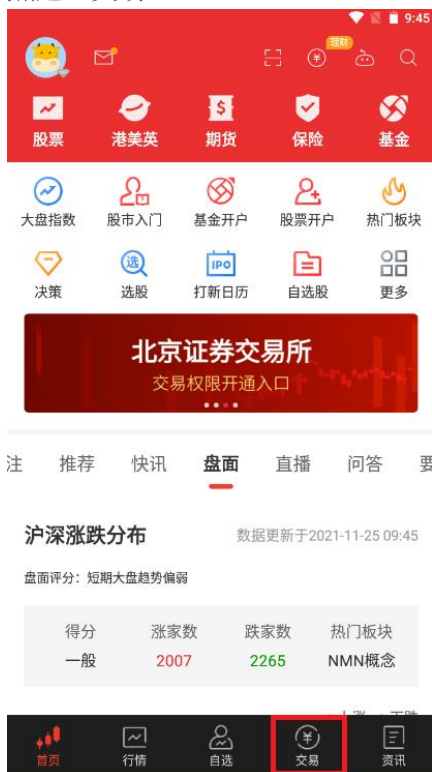 9:45
理财
股票 港美英 期货 保险 基金
大盘指数 股市入门 基金开户 股票开户 热门板块
选 IPO
决策 选股 打新日历 自选股 更多
北京证券交易所
交易权限开通入口
注 推荐 快讯 盘面 直播 问答 要
沪深涨跌分布 数据更新于2021-11-25 09:45
盘面评分：短期大盘趋势偏弱
得分 涨家数 跌家数 热门板块
一般 2007 2265 NMN概念
首页 行情 自选 交易 资讯